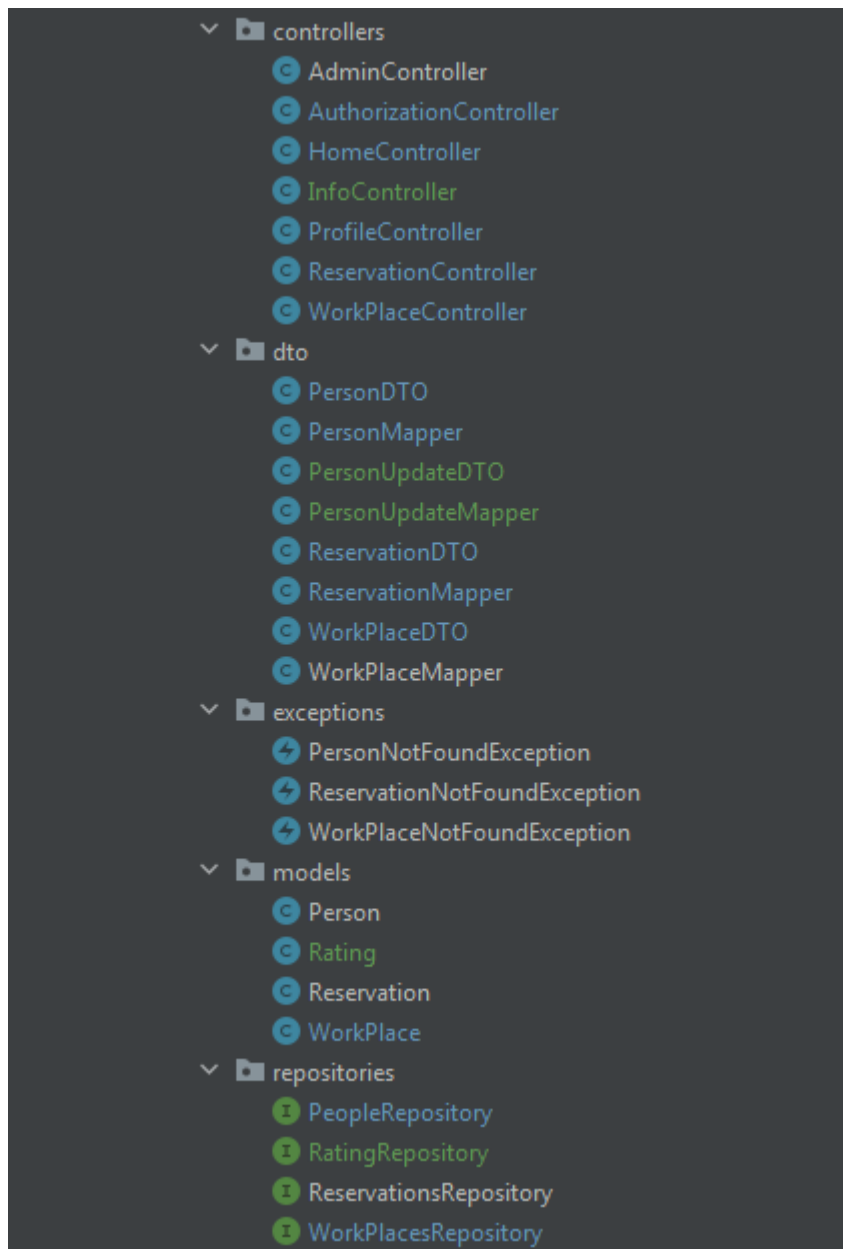 controllers
C AdminController
C AuthorizationController
C HomeController
C InfoController
C ProfileController
C ReservationController
C WorkPlaceController
dto
C PersonDTO
C PersonMapper
C PersonUpdateDTO
C PersonUpdateMapper
C ReservationDTO
C ReservationMapper
C WorkPlaceDTO
C WorkPlaceMapper
exceptions
PersonNotFoundException
ReservationNotFoundException
WorkPlaceNotFoundException
models
C Person
C Rating
C Reservation
C WorkPlace
repositories
I PeopleRepository
I RatingRepository
I ReservationsRepository
I WorkPlacesRepository